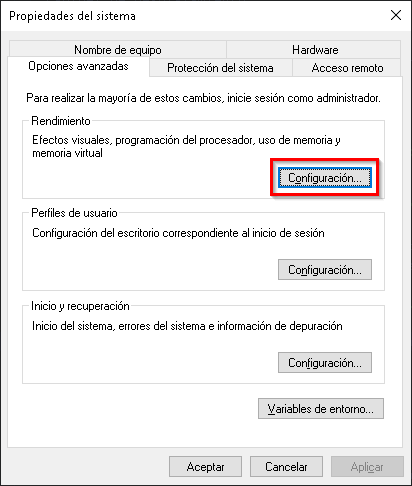 Propiedades del sistema
Nombre de equipo
Hardware
Opciones avanzadas
Protección del sistema
Acceso remoto
Para realizar la mayoría de estos cambios, inicie sesión como administrador.
Rendimiento
Efectos visuales, programación del procesador, uso de memoria y
memoria virtual
Configuración...
Perfiles de usuario
Configuración del escritorio correspondiente al inicio de sesión
Configuración...
Inicio y recuperación
Inicio del sistema, errores del sistema e información de depuración
Configuración...
Variables de entorno...
Aceptar
Cancelar
Aplicar